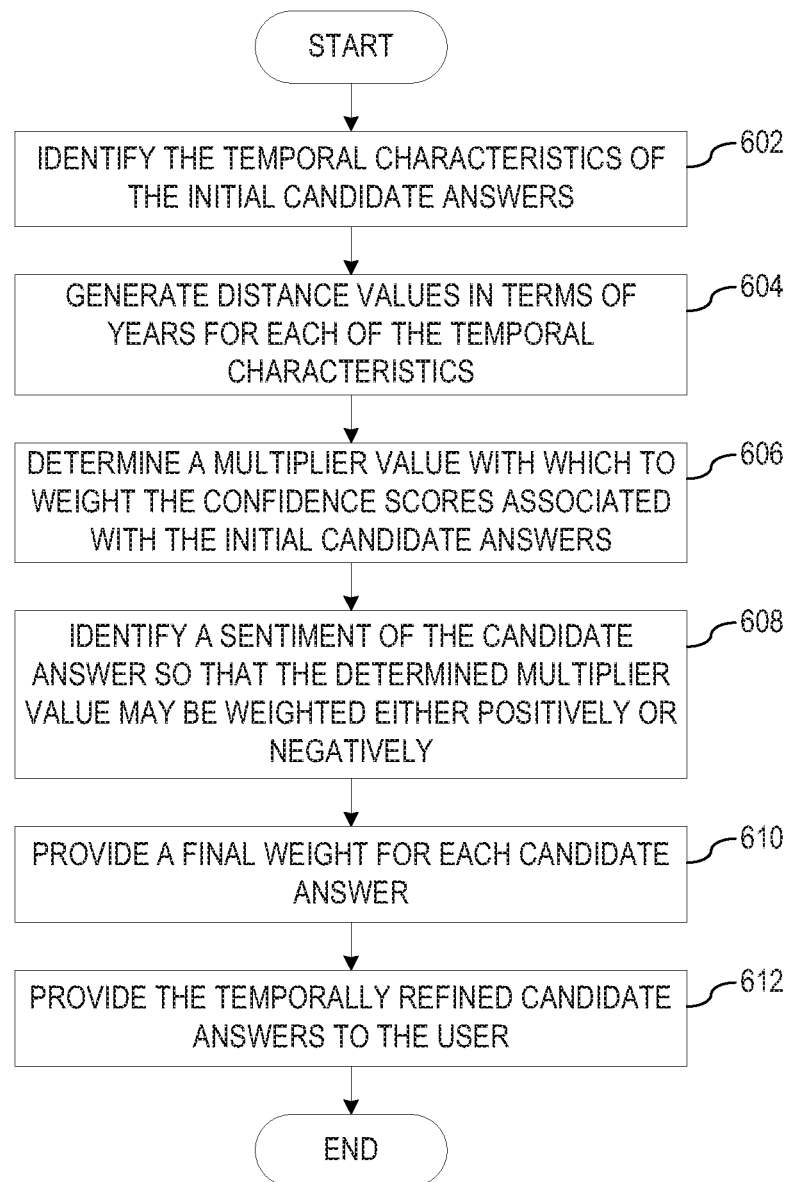 START
IDENTIFY THE TEMPORAL CHARACTERISTICS OF
THE INITIAL CANDIDATE ANSWERS
602
GENERATE DISTANCE VALUES IN TERMS OF
YEARS FOR EACH OF THE TEMPORAL
CHARACTERISTICS
604
DETERMINE A MULTIPLIER VALUE WITH WHICH TO
WEIGHT THE CONFIDENCE SCORES ASSOCIATED
WITH THE INITIAL CANDIDATE ANSWERS
606
IDENTIFY A SENTIMENT OF THE CANDIDATE
ANSWER SO THAT THE DETERMINED MULTIPLIER
VALUE MAY BE WEIGHTED EITHER POSITIVELY OR
NEGATIVELY
608
PROVIDE A FINAL WEIGHT FOR EACH CANDIDATE
ANSWER
610
PROVIDE THE TEMPORALLY REFINED CANDIDATE
ANSWERS TO THE USER
612
END